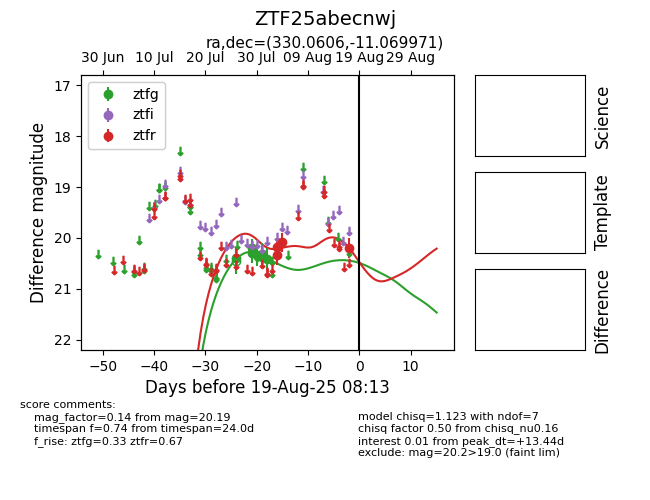 ZTF25abecnwj
ra,dec=(330.0606,-11.069971)
30 Jun 10 Jul 20 Jul 30 Jul 09 Aug 19 Aug 29 Aug
ztfg
ztfi
ztfr
17
18
19
20
21
22
Difference magnitude
−50 −40 −30 −20 −10 0 10
Days before 19-Aug-25 08:13
Science
Template
Difference
score comments:
mag_factor=0.14 from mag=20.19
timespan f=0.74 from timespan=24.0d
f_rise: ztfg=0.33 ztfr=0.67
model chisq=1.123 with ndof=7
chisq factor 0.50 from chisq_nu0.16
interest 0.01 from peak_dt=+13.44d
exclude: mag=20.2>19.0 (faint lim)